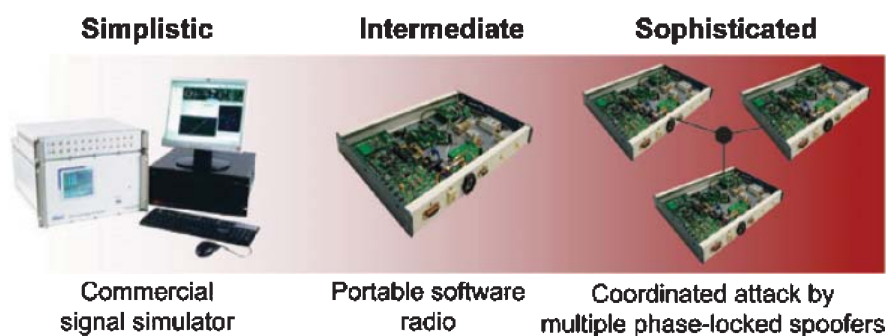 Simplistic
Intermediate
Sophisticated
Commercial
signal simulator
Portable software
radio
Coordinated attack by
multiple phase-locked spoofers